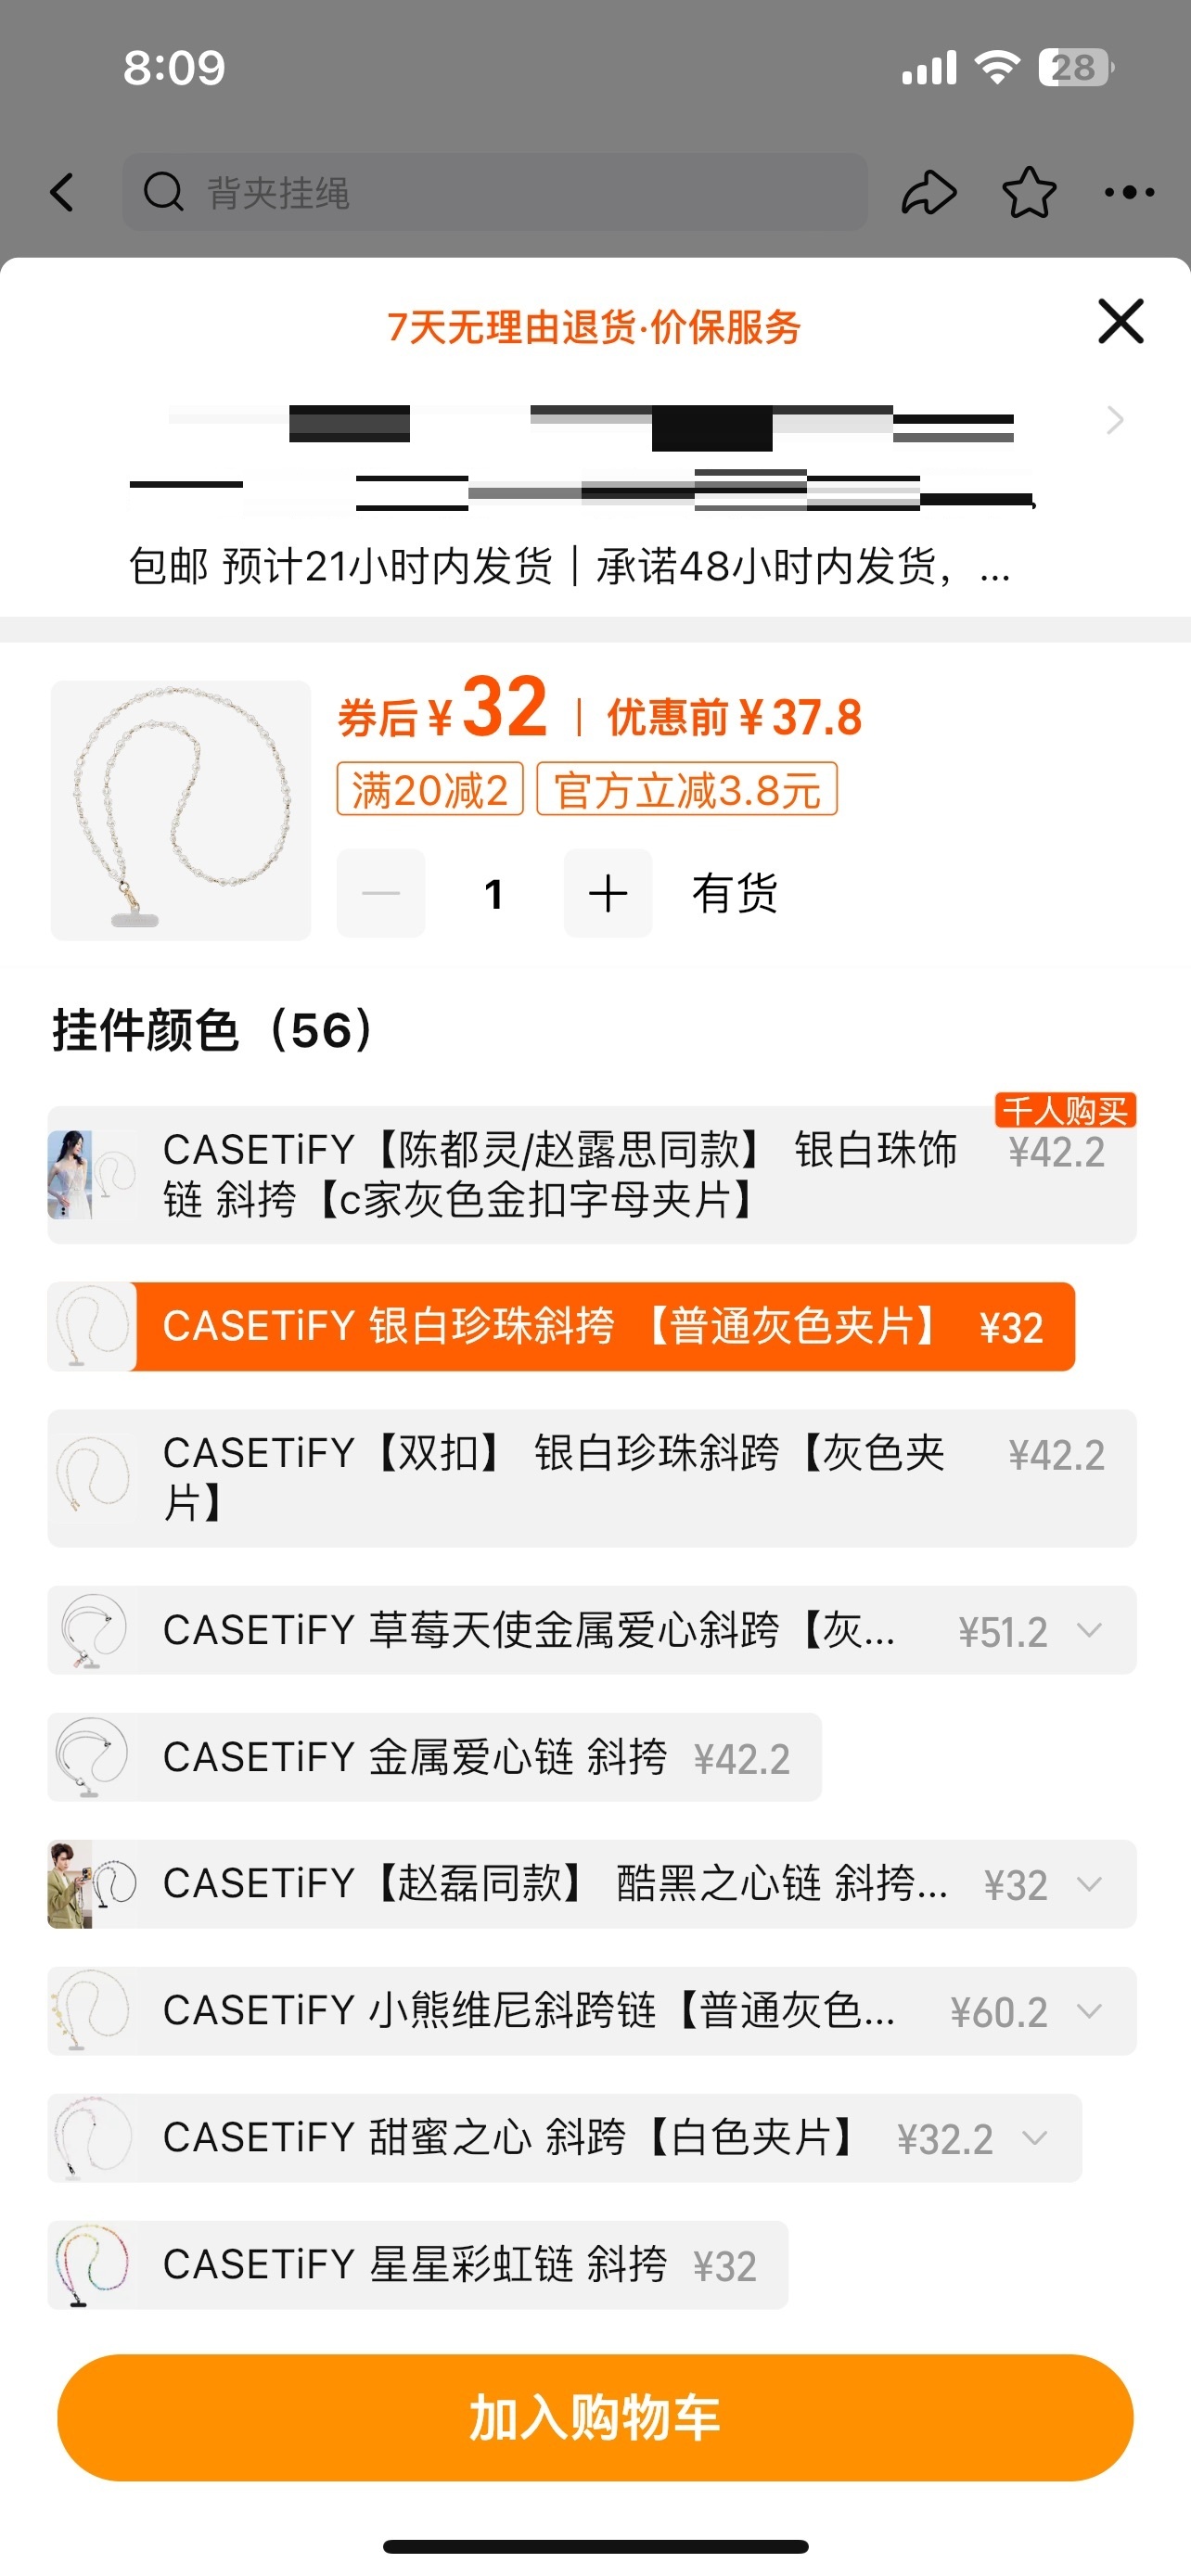 8:09
28
背夹挂绳
7天无理由退货·价保服务
包邮 预计21小时内发货｜承诺48小时内发货，...
券后¥32｜优惠前¥37.8
满20减2 官方立减3.8元
1 有货
挂件颜色（56）
千人购买
CASETiFY【陈都灵/赵露思同款】 银白珠饰 ¥42.2
链 斜挎【c家灰色金扣字母夹片】
CASETiFY 银白珍珠斜挎 【普通灰色夹片】 ¥32
CASETiFY【双扣】 银白珍珠斜跨【灰色夹 ¥42.2
片】
CASETiFY 草莓天使金属爱心斜跨【灰... ¥51.2
CASETiFY 金属爱心链 斜挎 ¥42.2
CASETiFY【赵磊同款】 酷黑之心链 斜挎... ¥32
CASETiFY 小熊维尼斜跨链【普通灰色... ¥60.2
CASETiFY 甜蜜之心 斜跨【白色夹片】 ¥32.2
CASETiFY 星星彩虹链 斜挎 ¥32
加入购物车